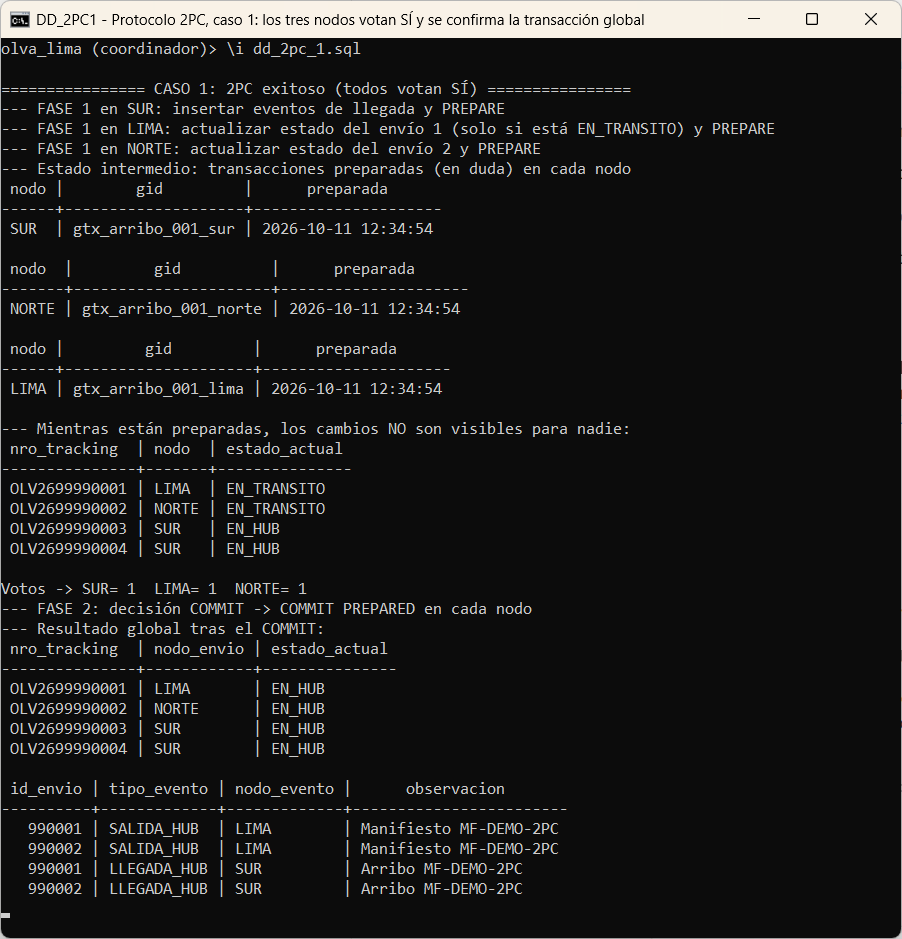 DD_2PC1 - Protocolo 2PC, caso 1: los tres nodos votan SÍ y se confirma la transacción global
olva_lima (coordinador)> \i dd_2pc_1.sql
================ CASO 1: 2PC exitoso (todos votan SÍ) ================
--- FASE 1 en SUR: insertar eventos de llegada y PREPARE
--- FASE 1 en LIMA: actualizar estado del envío 1 (solo si está EN_TRANSITO) y PREPARE
--- FASE 1 en NORTE: actualizar estado del envío 2 y PREPARE
--- Estado intermedio: transacciones preparadas (en duda) en cada nodo
 nodo |        gid         |      preparada
------+--------------------+---------------------
 SUR  | gtx_arribo_001_sur | 2026-10-11 12:34:54
 nodo  |         gid          |      preparada
-------+----------------------+---------------------
 NORTE | gtx_arribo_001_norte | 2026-10-11 12:34:54
 nodo |         gid         |      preparada
------+---------------------+---------------------
 LIMA | gtx_arribo_001_lima | 2026-10-11 12:34:54
--- Mientras están preparadas, los cambios NO son visibles para nadie:
 nro_tracking  | nodo  | estado_actual
---------------+-------+---------------
 OLV2699990001 | LIMA  | EN_TRANSITO
 OLV2699990002 | NORTE | EN_TRANSITO
 OLV2699990003 | SUR   | EN_HUB
 OLV2699990004 | SUR   | EN_HUB
Votos -> SUR= 1  LIMA= 1  NORTE= 1
--- FASE 2: decisión COMMIT -> COMMIT PREPARED en cada nodo
--- Resultado global tras el COMMIT:
 nro_tracking  | nodo_envio | estado_actual
---------------+------------+---------------
 OLV2699990001 | LIMA       | EN_HUB
 OLV2699990002 | NORTE      | EN_HUB
 OLV2699990003 | SUR        | EN_HUB
 OLV2699990004 | SUR        | EN_HUB
 id_envio | tipo_evento | nodo_evento |      observacion
----------+-------------+-------------+------------------------
   990001 | SALIDA_HUB  | LIMA        | Manifiesto MF-DEMO-2PC
   990002 | SALIDA_HUB  | LIMA        | Manifiesto MF-DEMO-2PC
   990001 | LLEGADA_HUB | SUR         | Arribo MF-DEMO-2PC
   990002 | LLEGADA_HUB | SUR         | Arribo MF-DEMO-2PC